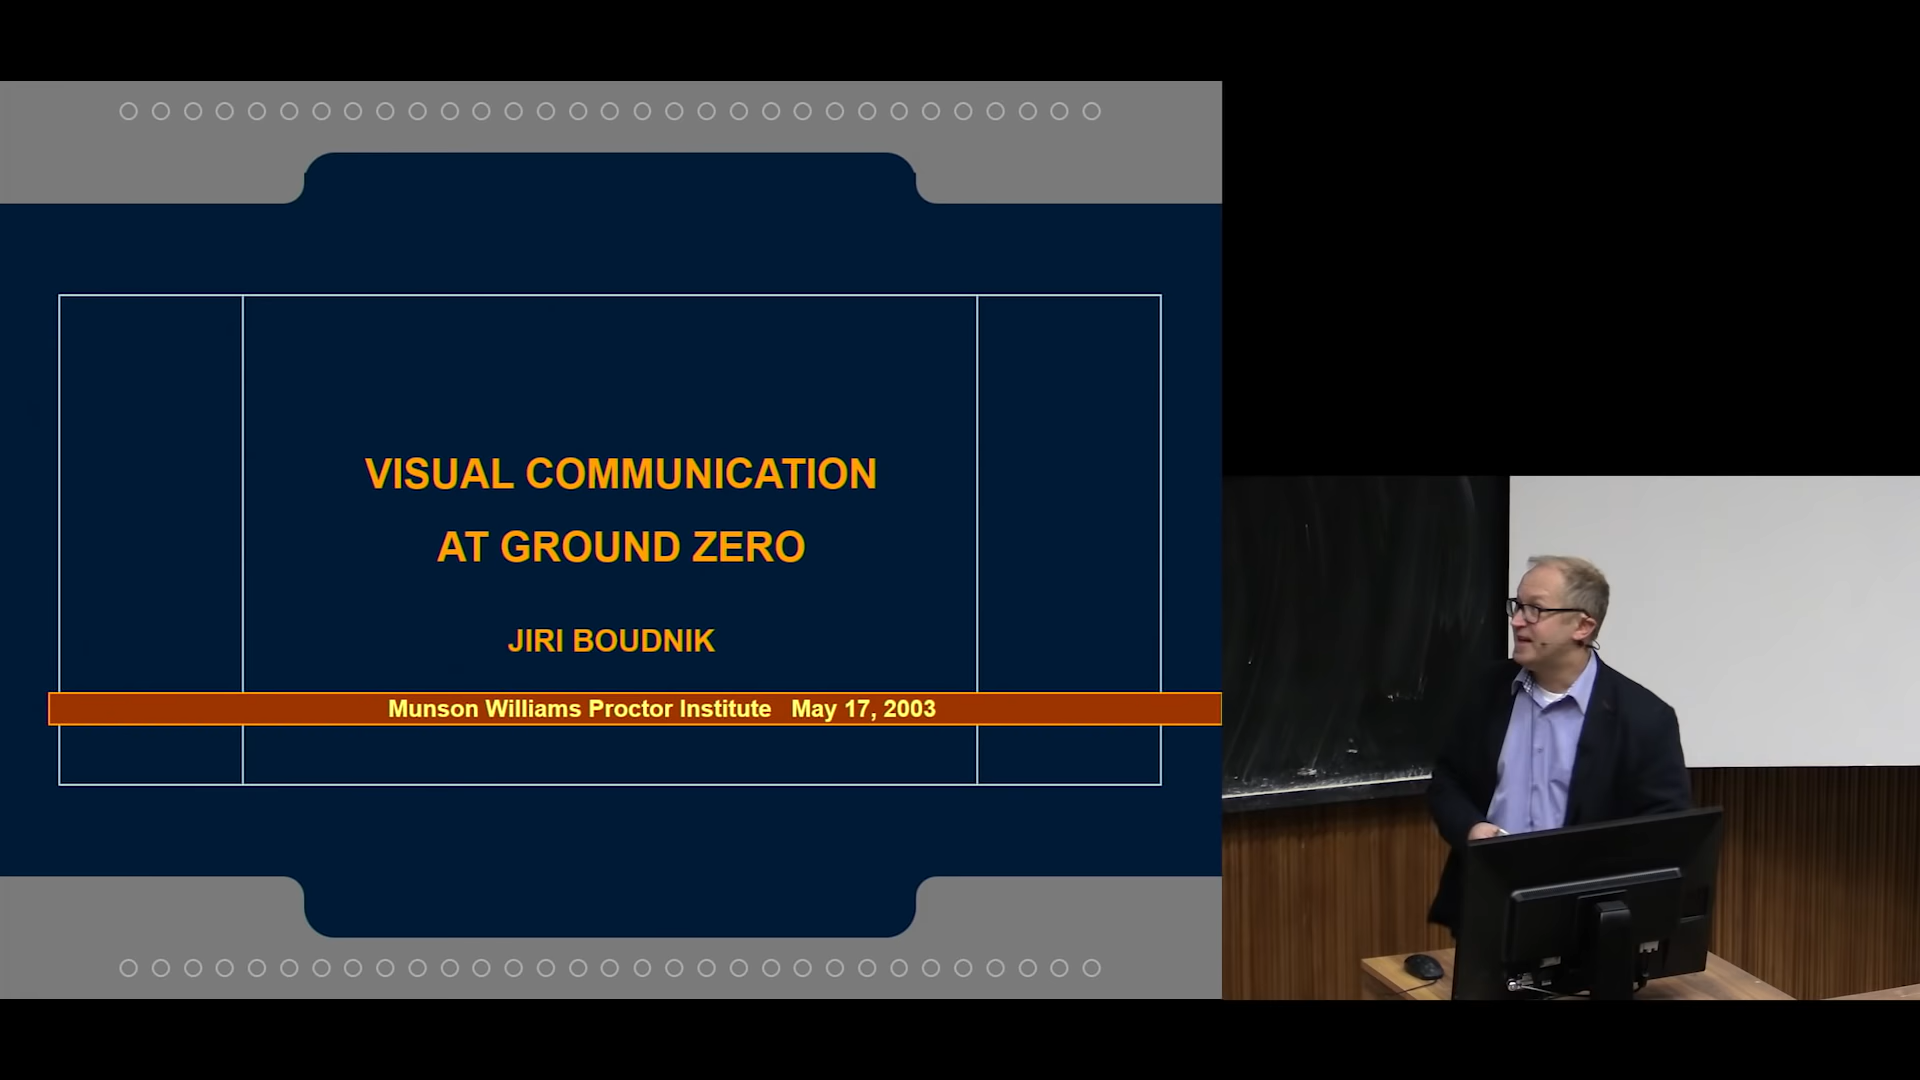 VISUAL COMMUNICATION
AT GROUND ZERO
JIRI BOUDNIK
Munson Williams Proctor Institute May 17, 2003